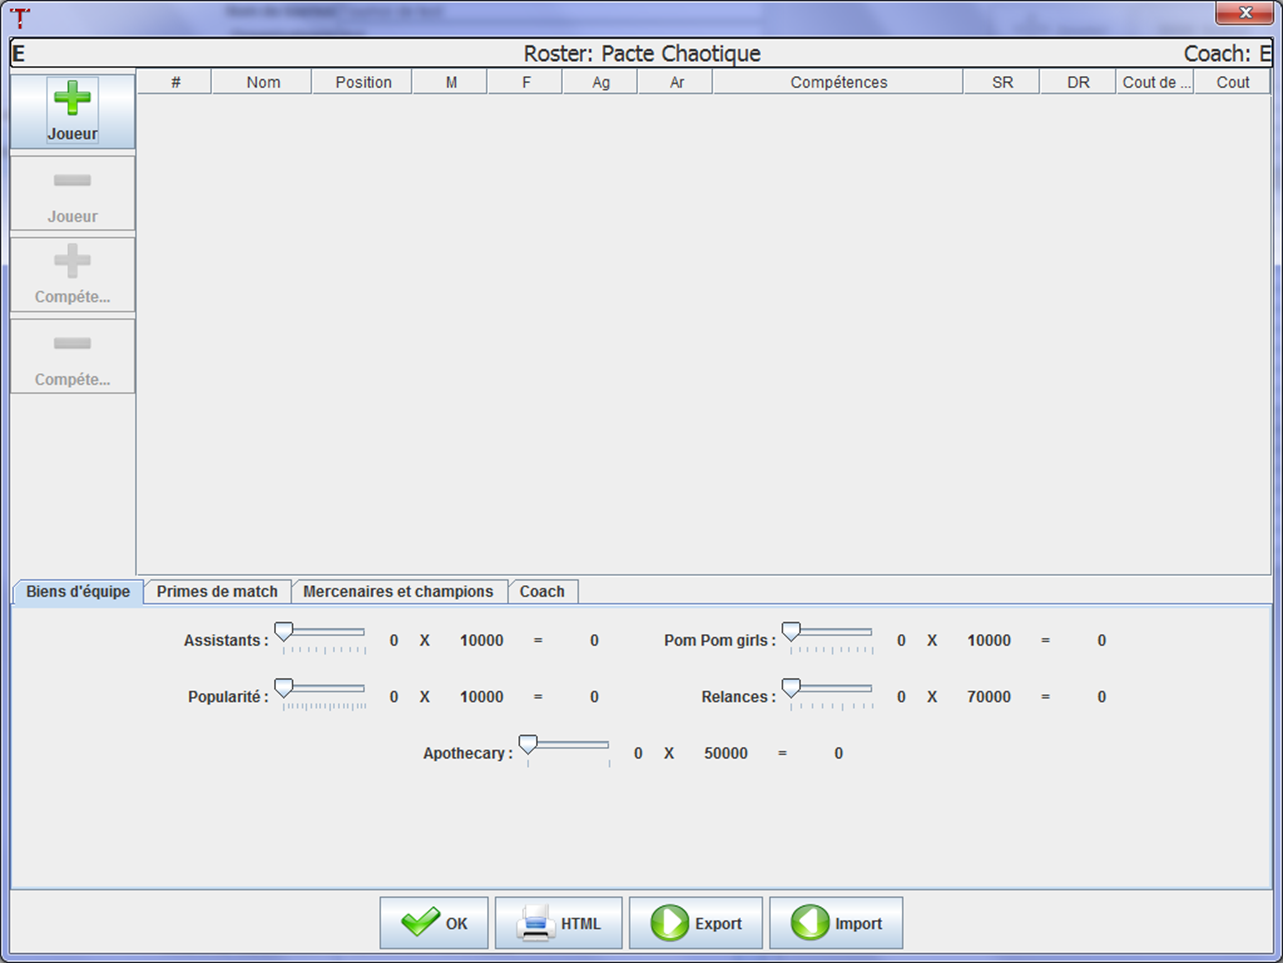 E Roster: Pacte Chaotique Coach: E
# Nom Position M F Ag Ar Compétences SR DR Cout de ... Cout
Joueur
Joueur
Compéte...
Compéte...
Biens d'équipe Primes de match Mercenaires et champions Coach
Assistants : 0 X 10000 = 0 Pom Pom girls : 0 X 10000 = 0
Popularité : 0 X 10000 = 0 Relances : 0 X 70000 = 0
Apothecary : 0 X 50000 = 0
OK HTML Export Import